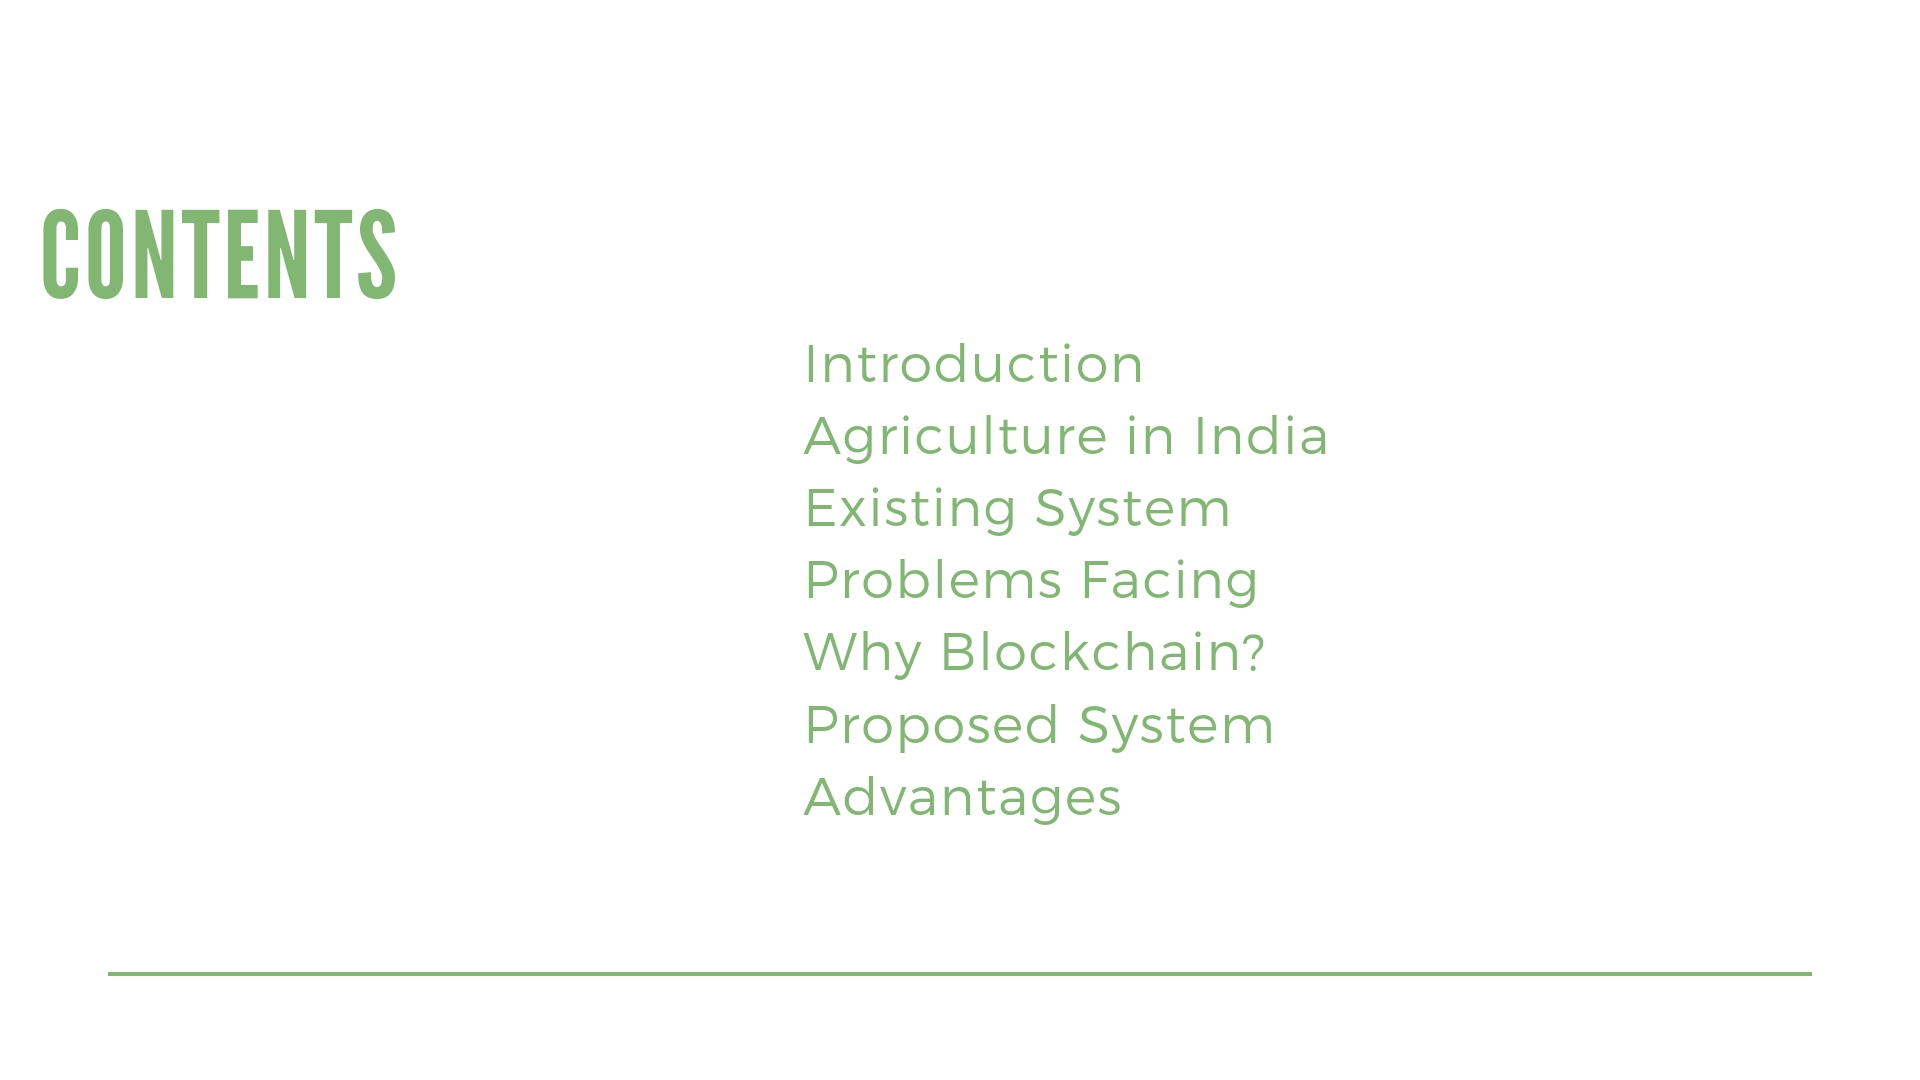 CONTENTS
Introduction
Agriculture in India
Existing System
Problems Facing
Why Blockchain?
Proposed System
Advantages